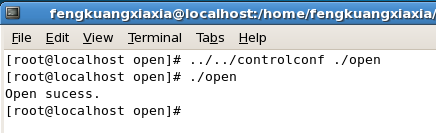 fengkuangxiaxia@localhost:/home/fengkuangxiaxia/
File Edit View Terminal Tabs Help
[root@localhost open]# ../../controlconf ./open
[root@localhost open]# ./open
Open sucess.
[root@localhost open]#